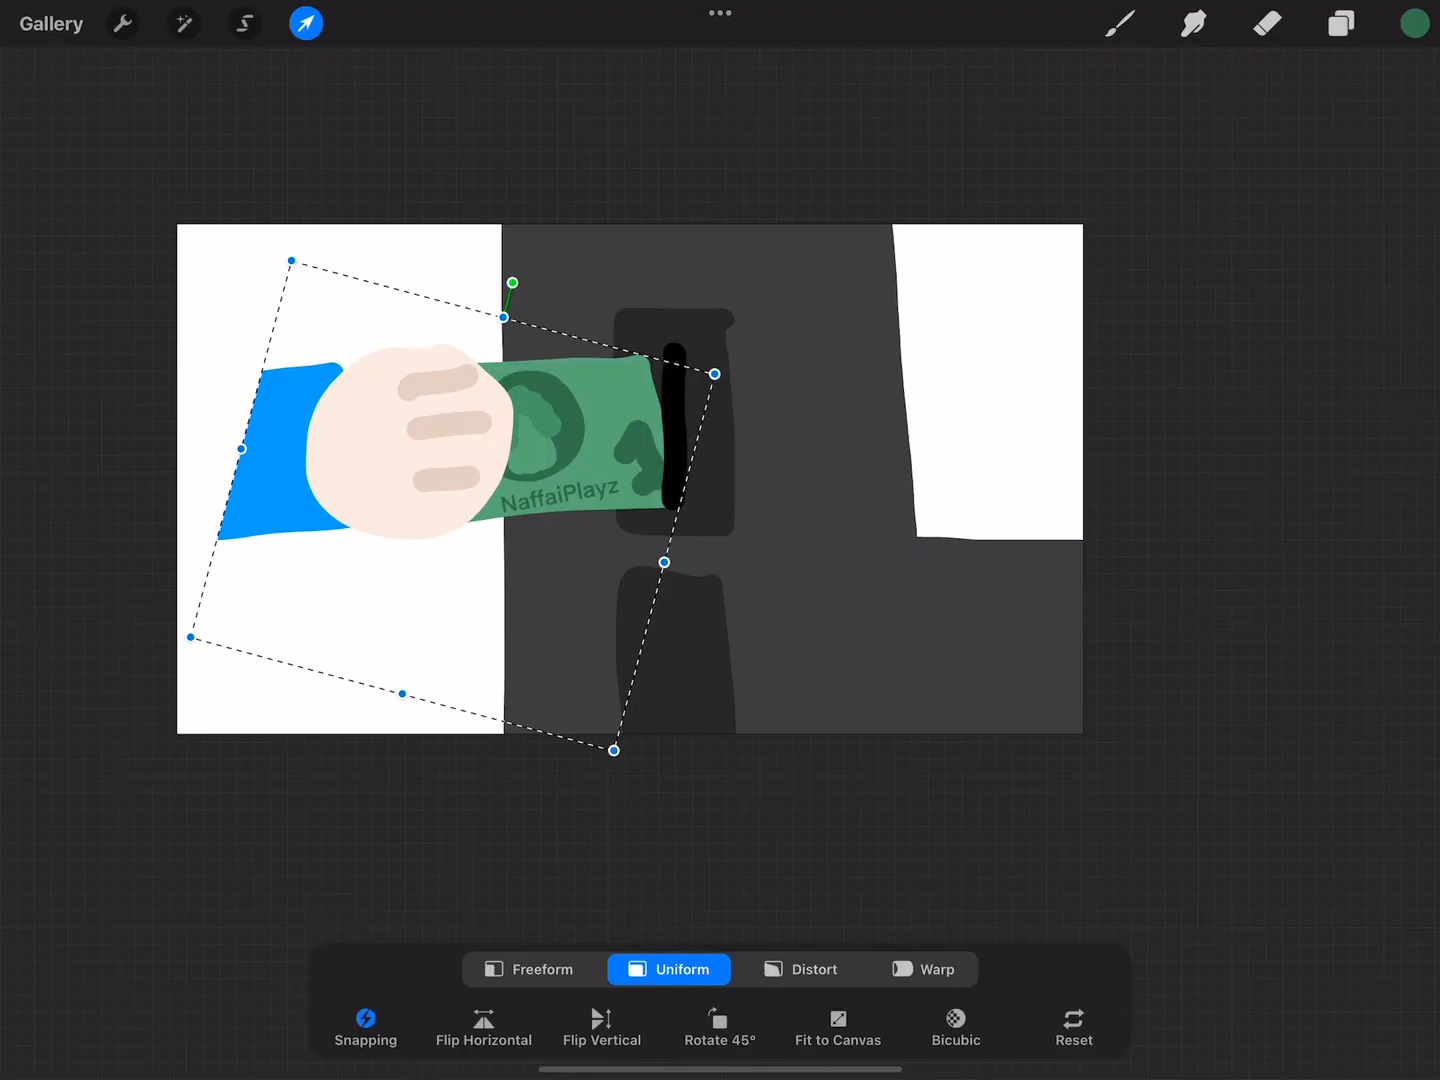 Gallery
NaffaiPlayz
Freeform
Uniform
Distort
Warp
Snapping
Flip Horizontal
Flip Vertical
Rotate 45°
Fit to Canvas
Bicubic
Reset